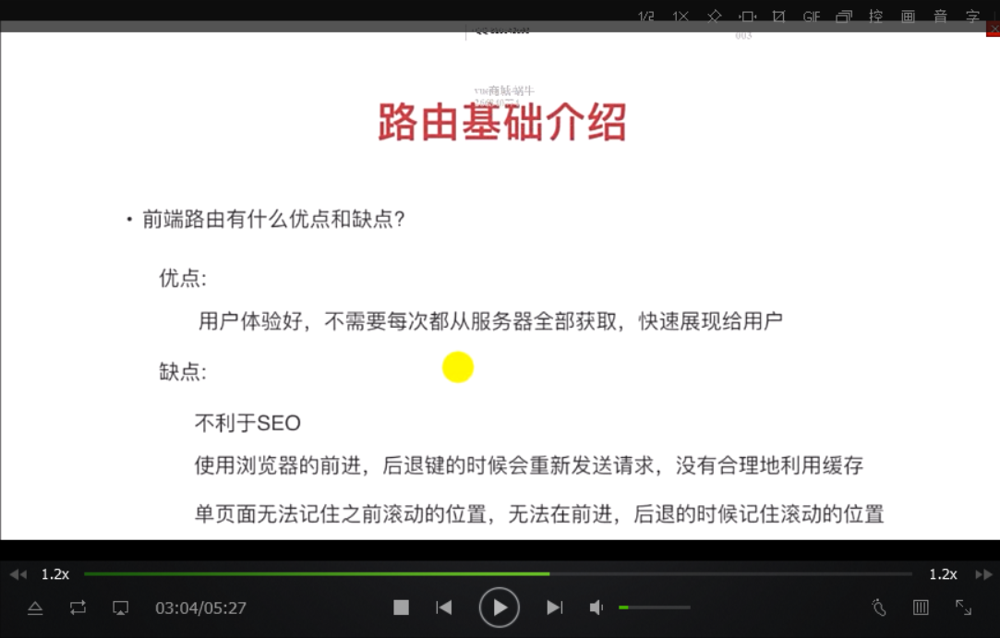 1/2 1× GIF 控 画 音 字
003
vue商城-蜗牛
路由基础介绍
• 前端路由有什么优点和缺点?
优点:
用户体验好，不需要每次都从服务器全部获取，快速展现给用户
缺点:
不利于SEO
使用浏览器的前进，后退键的时候会重新发送请求，没有合理地利用缓存
单页面无法记住之前滚动的位置，无法在前进，后退的时候记住滚动的位置
1.2x 1.2x
03:04/05:27